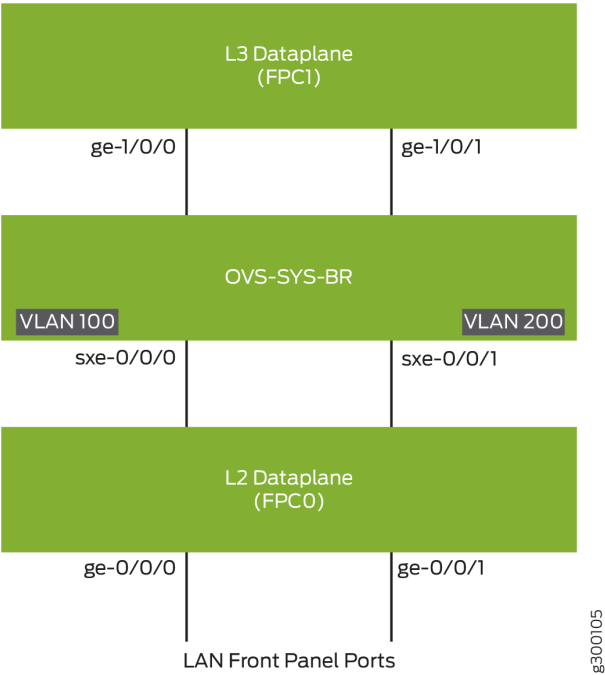 L3 Dataplane
(FPC1)
ge-1/0/0
ge-1/0/1
OVS-SYS-BR
VLAN 100
VLAN 200
sxe-0/0/0
sxe-0/0/1
L2 Dataplane
(FPC0)
ge-0/0/0
ge-0/0/1
LAN Front Panel Ports
g300105